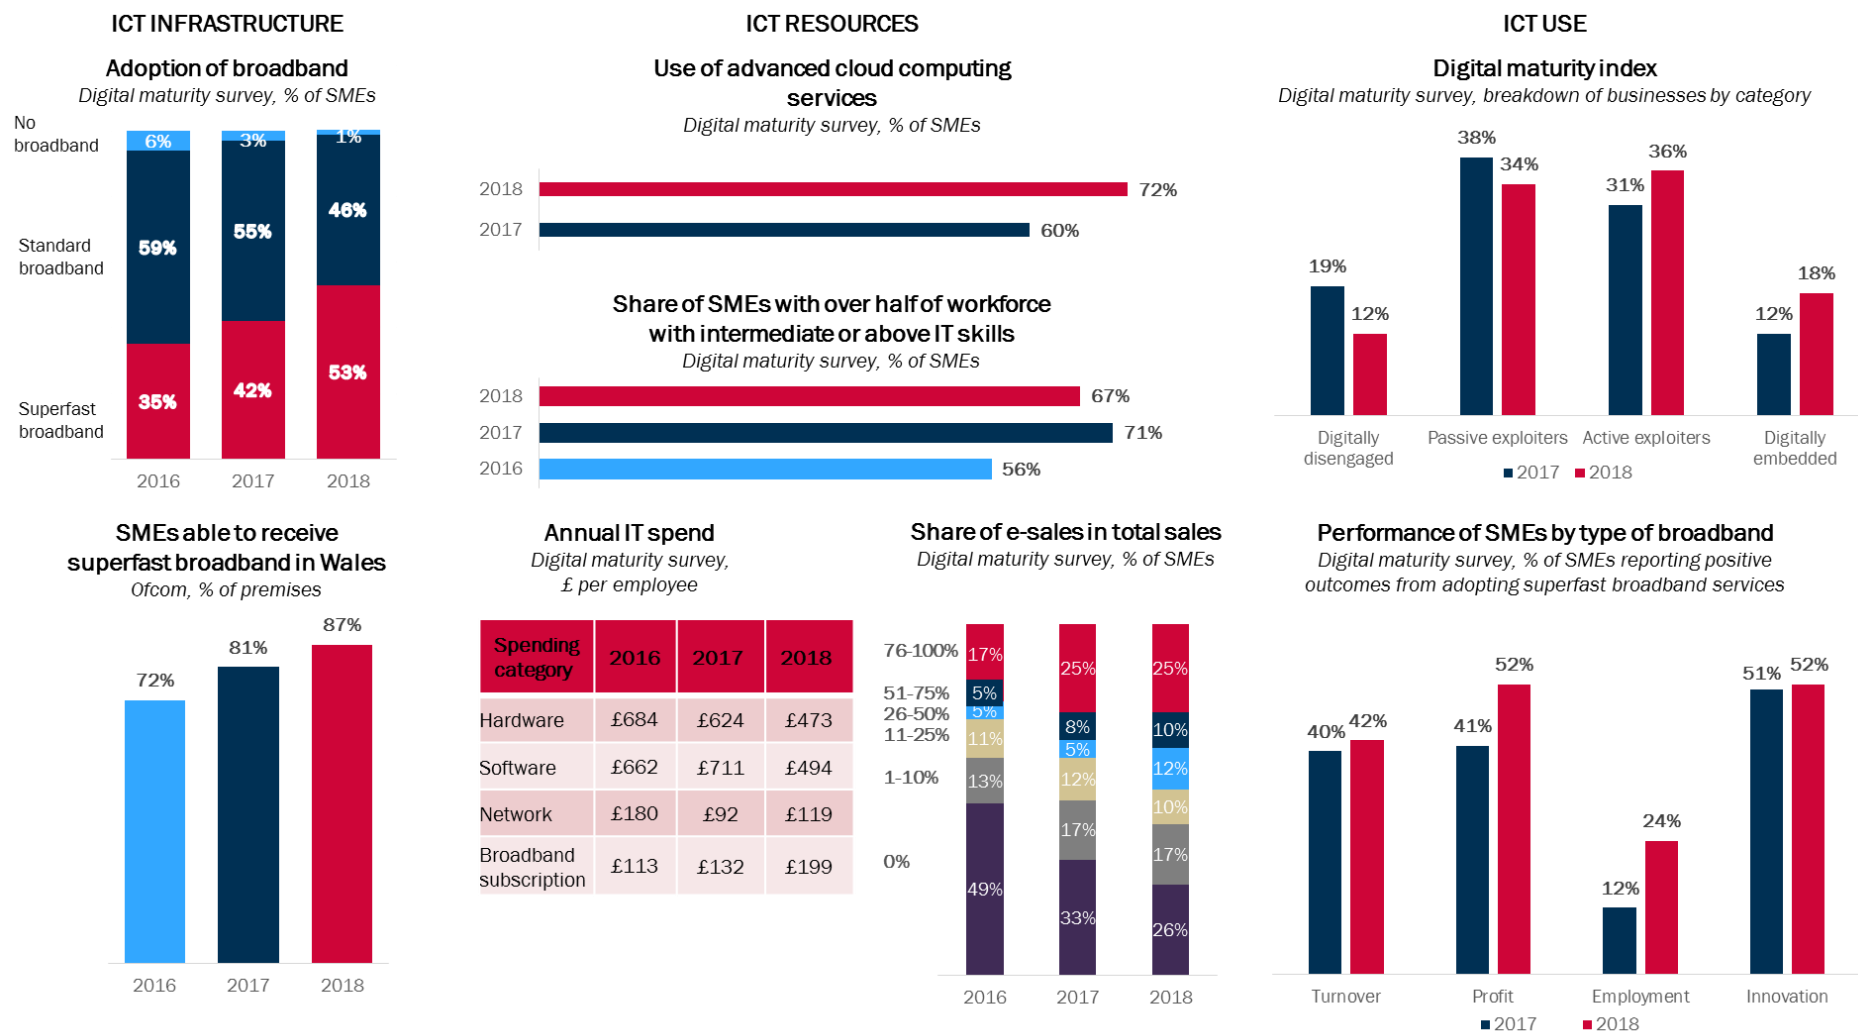 ICT INFRASTRUCTURE
Adoption of broadband
Digital maturity survey, % of SMEs
No
broadband
Standard
broadband
Superfast
broadband
6%
3%
1%
59%
55%
46%
35%
42%
53%
2016
2017
2018
SMEs able to receive
superfast broadband in Wales
Ofcom, % of premises
72%
81%
87%
2016
2017
2018
ICT RESOURCES
Use of advanced cloud computing
services
Digital maturity survey, % of SMEs
2018
72%
2017
60%
Share of SMEs with over half of workforce
with intermediate or above IT skills
Digital maturity survey, % of SMEs
2018
67%
2017
71%
2016
56%
Annual IT spend
Digital maturity survey,
£ per employee
Spending
category
2016
2017
2018
Hardware
£684
£624
£473
Software
£662
£711
£494
Network
£180
£92
£119
Broadband
subscription
£113
£132
£199
Share of e-sales in total sales
Digital maturity survey, % of SMEs
76-100%
51-75%
26-50%
11-25%
1-10%
0%
17%
5%
5%
11%
13%
49%
25%
8%
5%
12%
17%
33%
25%
10%
12%
10%
17%
26%
2016
2017
2018
ICT USE
Digital maturity index
Digital maturity survey, breakdown of businesses by category
19%
12%
38%
34%
31%
36%
12%
18%
Digitally
disengaged
Passive exploiters
Active exploiters
Digitally
embedded
2017
2018
Performance of SMEs by type of broadband
Digital maturity survey, % of SMEs reporting positive
outcomes from adopting superfast broadband services
40%
42%
41%
52%
12%
24%
51%
52%
Turnover
Profit
Employment
Innovation
2017
2018